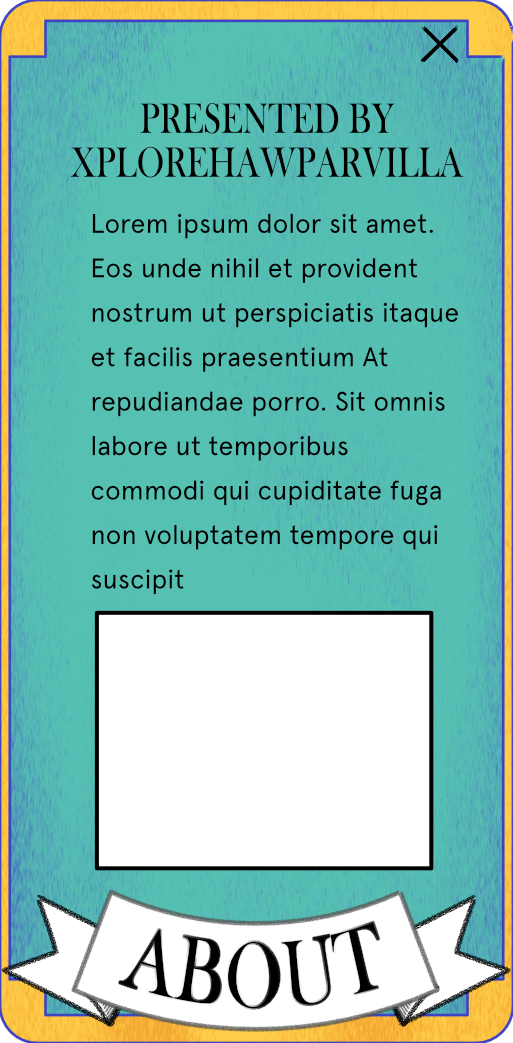 PRESENTED BY
XPLOREHAWPARVILLA
Lorem ipsum dolor sit amet.
Eos unde nihil et provident
nostrum ut perspiciatis itaque
et facilis praesentium At
repudiandae porro. Sit omnis
labore ut temporibus
commodi qui cupiditate fuga
non voluptatem tempore qui
suscipit
ABOUT